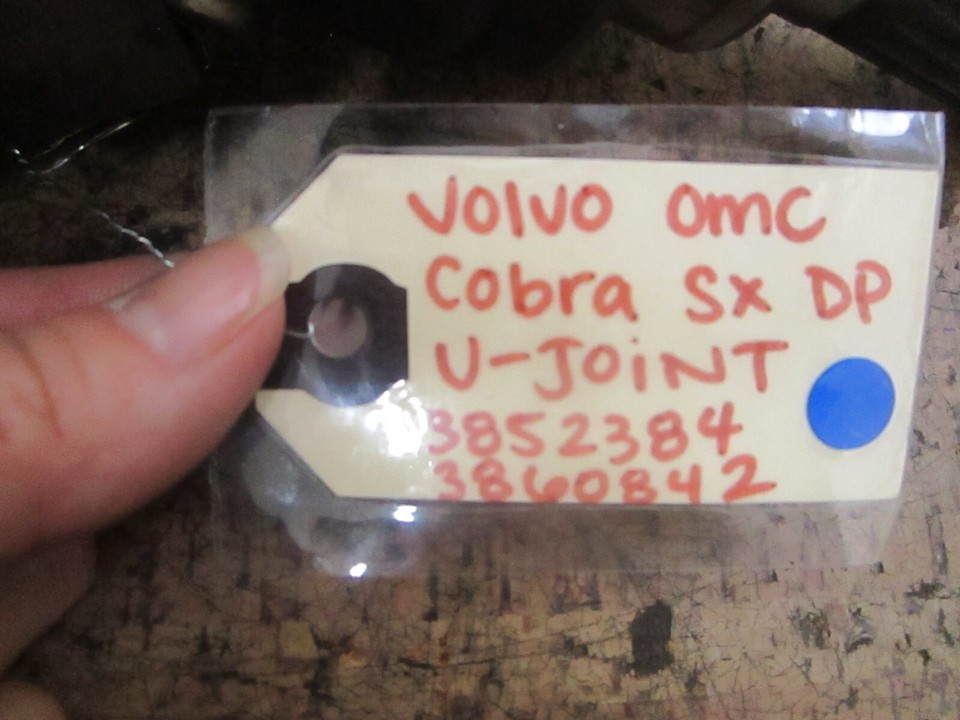 Volvo OMC
Cobra SX DP
U-JOiNT
3852384
3860842